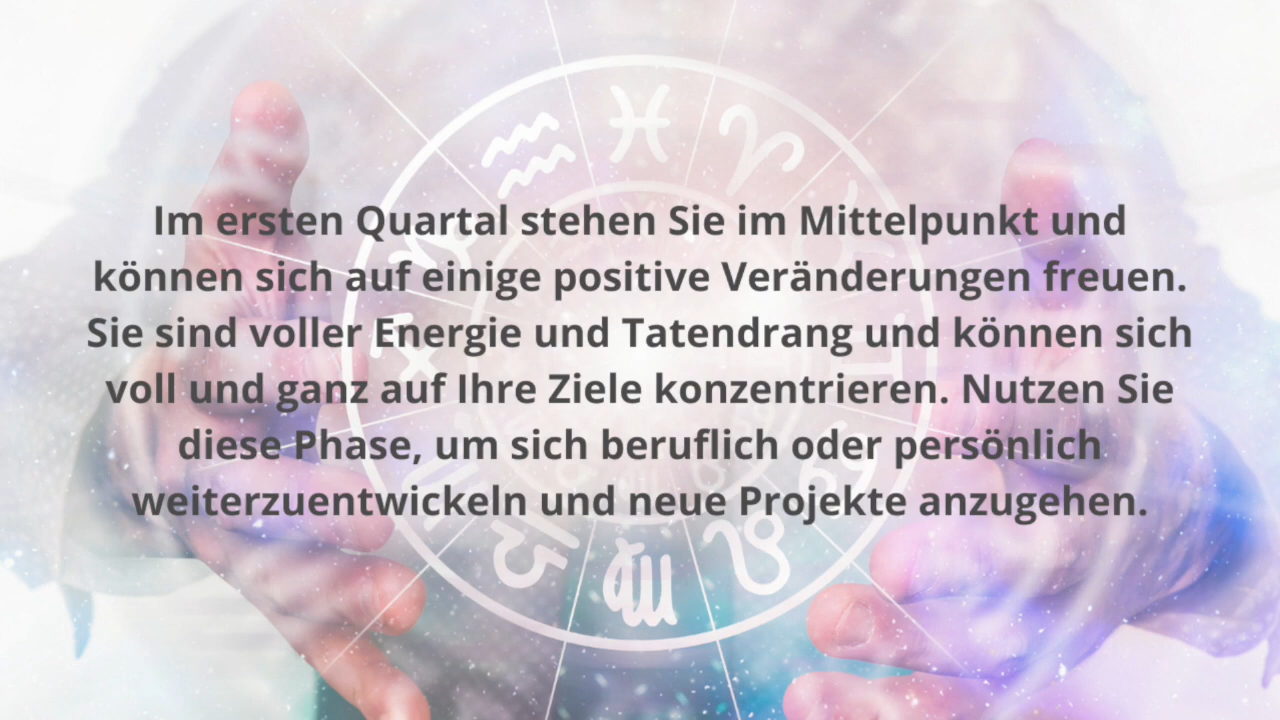 Im ersten Quartal stehen Sie im Mittelpunkt und
können sich auf einige positive Veränderungen freuen.
Sie sind voller Energie und Tatendrang und können sich
voll und ganz auf Ihre Ziele konzentrieren. Nutzen Sie
diese Phase, um sich beruflich oder persönlich
weiterzuentwickeln und neue Projekte anzugehen.